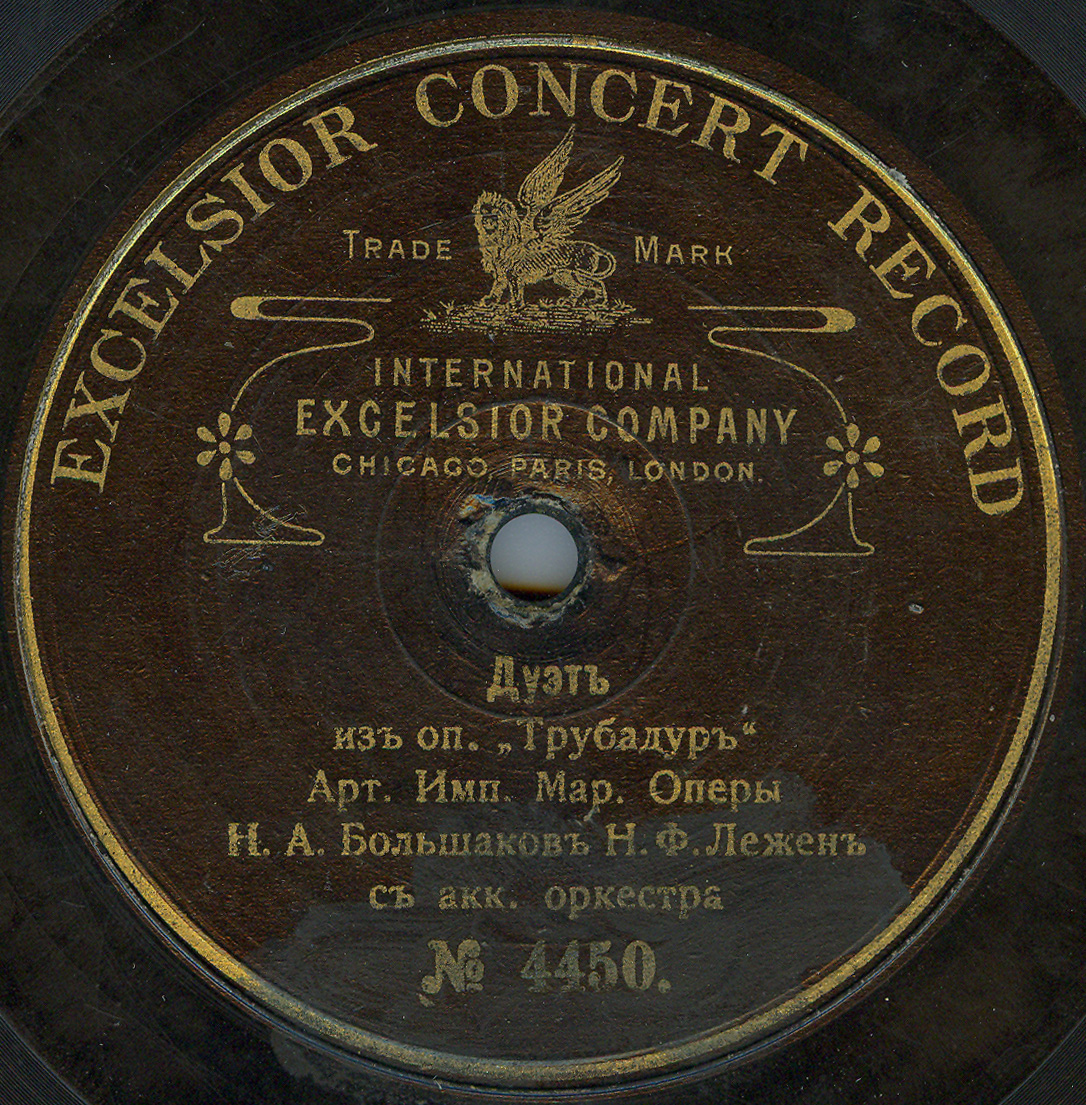 EXCELSIOR CONCERT RECORD
TRADE MARK
INTERNATIONAL
EXCELSIOR COMPANY
CHICAGO, PARIS, LONDON.
Дуэтъ
изъ оп. „Трубадуръ“
Арт. Имп. Мар. Оперы
Н. А. Большаковъ Н. Ф. Леженъ
съ акк. оркестра
№ 4450.